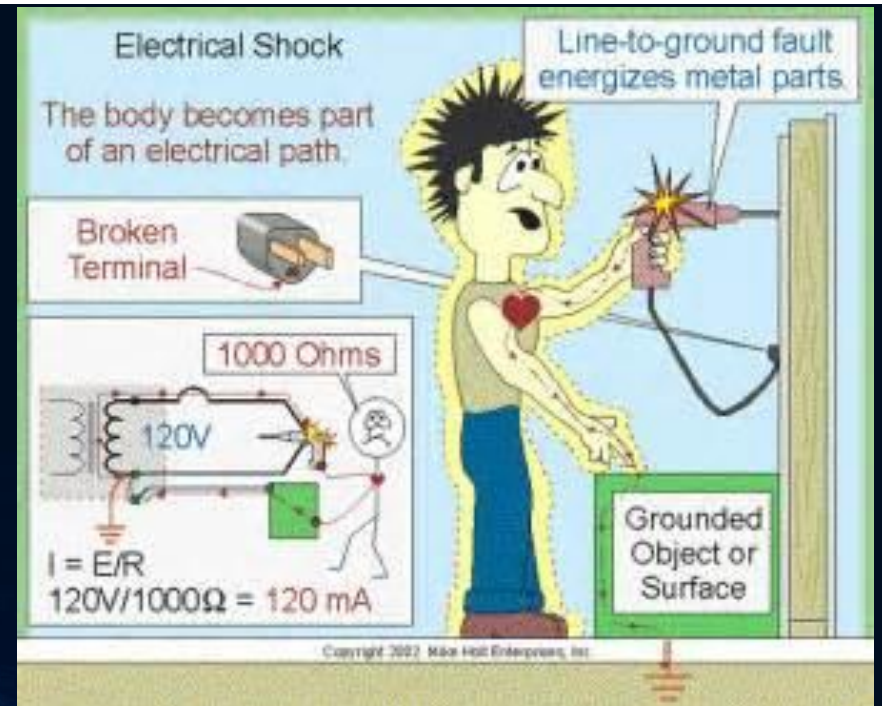 Electrical Shock
The body becomes part
of an electrical path.
Line-to-ground fault
energizes metal parts.
Broken
Terminal
1000 Ohms
120V
I = E/R
120V/1000Ω = 120 mA
Grounded
Object or
Surface
Copyright 2002 Mike Holt Enterprises, Inc.